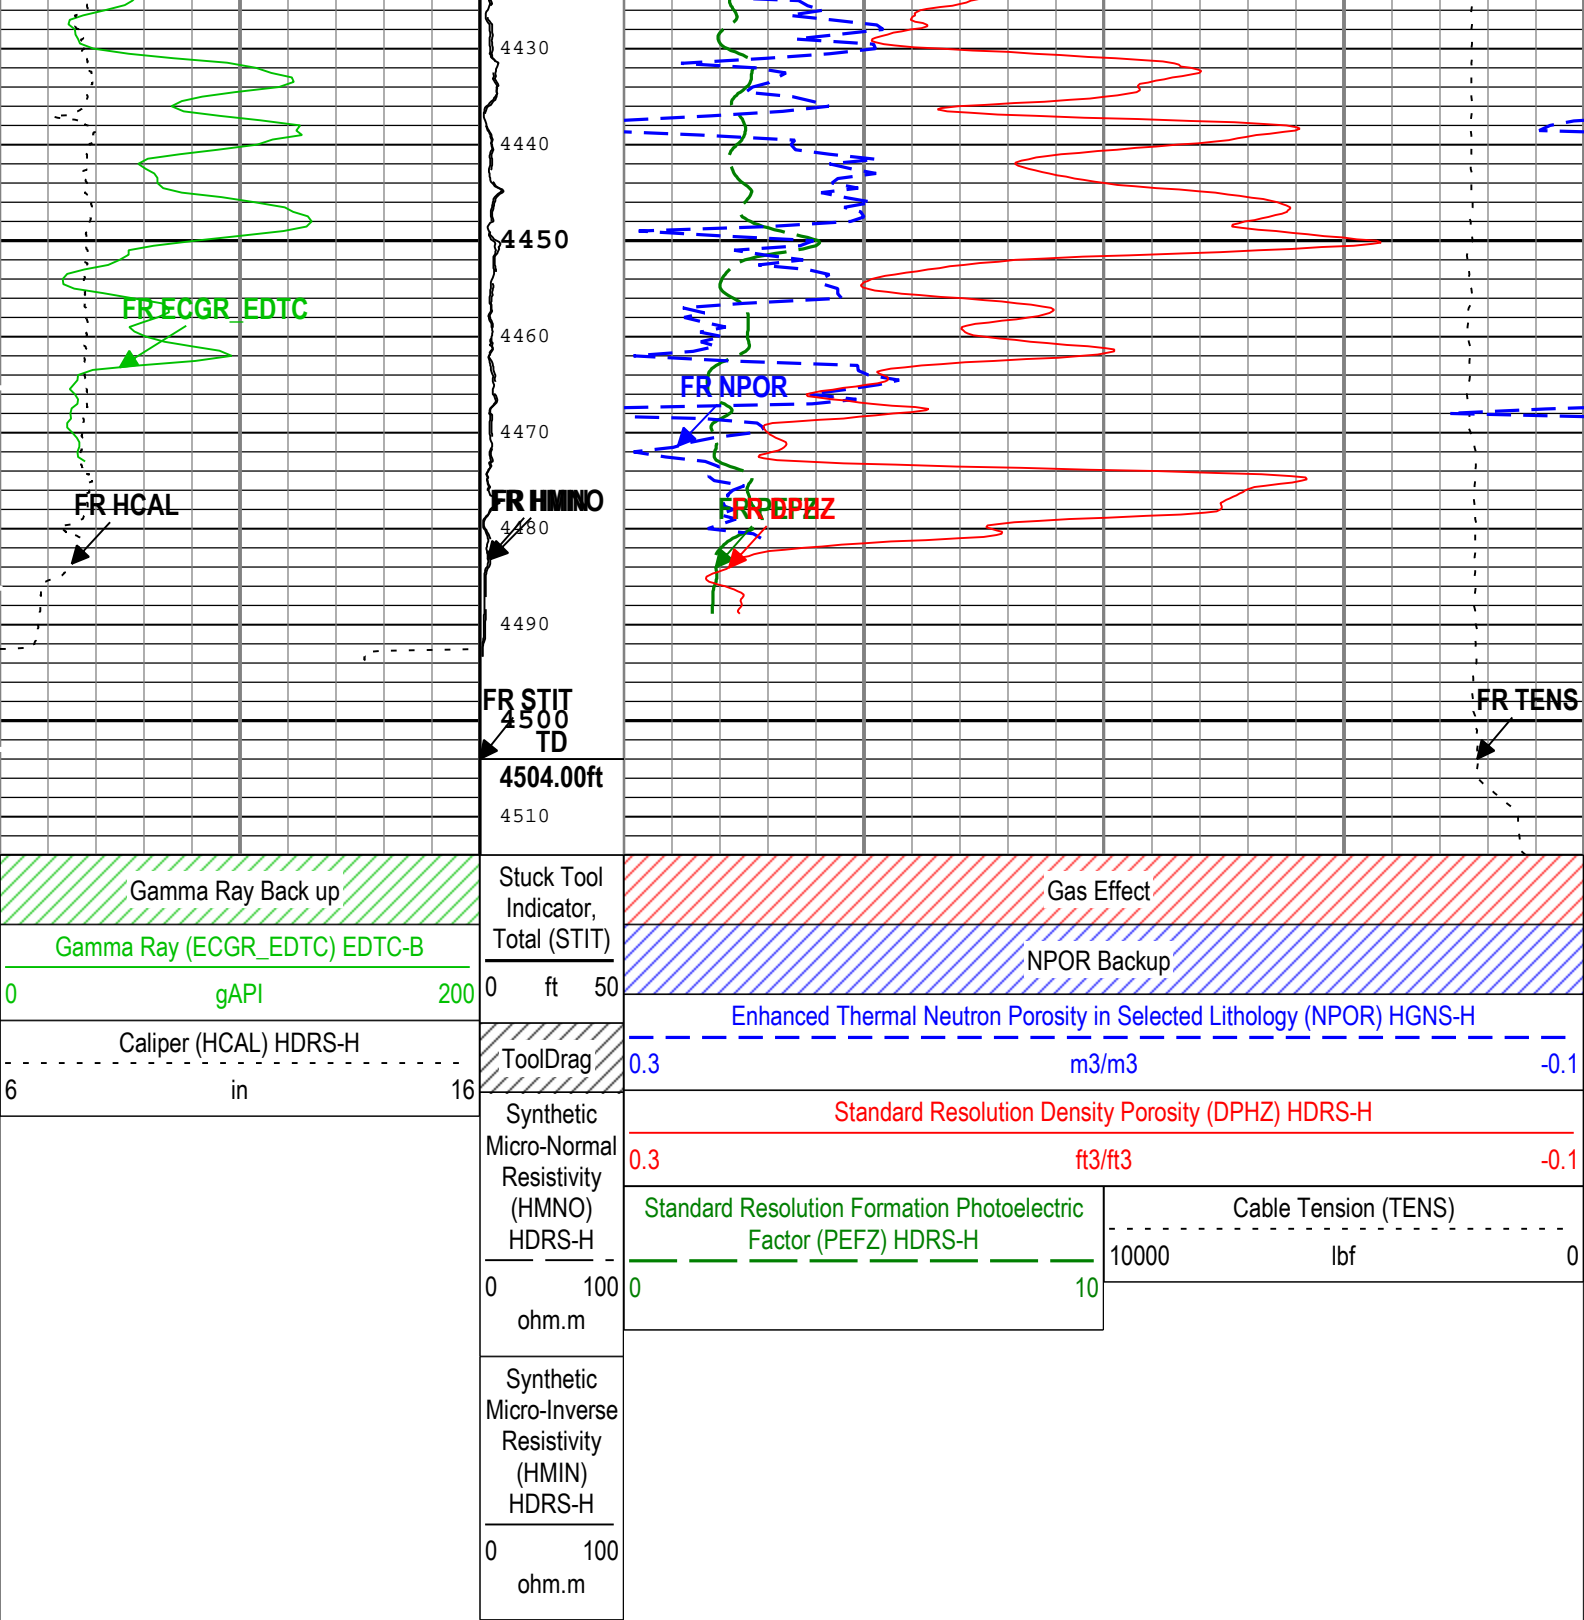 4430
4440
4450
FR ECGR_EDTC
4460
FR NPOR
4470
FR HCAL
FR HMNO
FR DPHZ
4480
4490
FR STIT
FR TENS
4500
TD
4504.00ft
4510
Gamma Ray Back up
Gamma Ray (ECGR_EDTC) EDTC-B
0 gAPI 200
Caliper (HCAL) HDRS-H
6 in 16
Stuck Tool
Indicator,
Total (STIT)
0 ft 50
ToolDrag
Synthetic
Micro-Normal
Resistivity
(HMNO)
HDRS-H
0 100
ohm.m
Synthetic
Micro-Inverse
Resistivity
(HMIN)
HDRS-H
0 100
ohm.m
Gas Effect
NPOR Backup
Enhanced Thermal Neutron Porosity in Selected Lithology (NPOR) HGNS-H
0.3 m3/m3 -0.1
Standard Resolution Density Porosity (DPHZ) HDRS-H
0.3 ft3/ft3 -0.1
Standard Resolution Formation Photoelectric
Factor (PEFZ) HDRS-H
0 10
Cable Tension (TENS)
10000 lbf 0